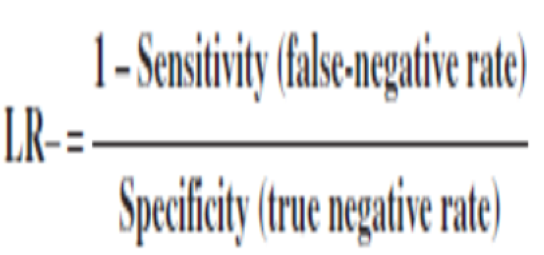 1 – Sensitivity (false-negative rate)
LR– =
Specificity (true negative rate)